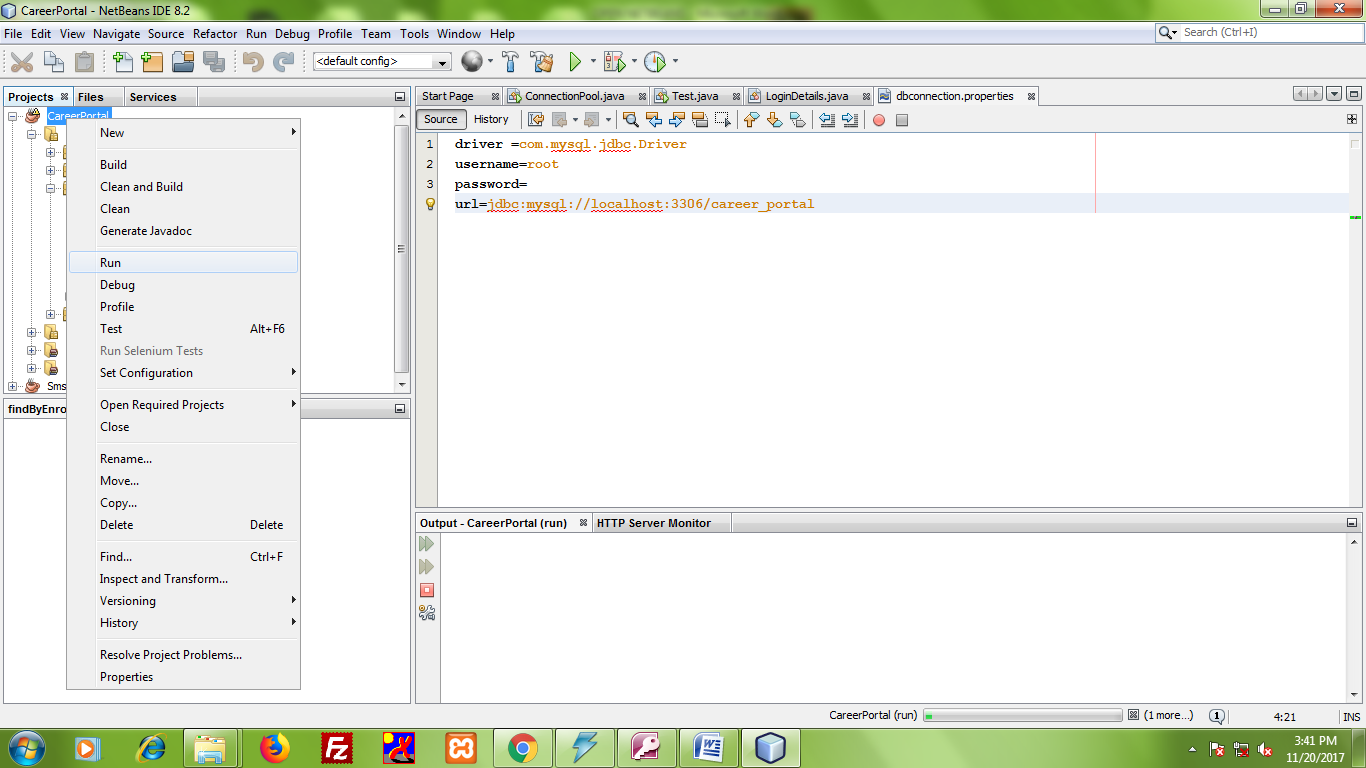 CareerPortal - NetBeans IDE 8.2
File Edit View Navigate Source Refactor Run Debug Profile Team Tools Window Help
Search (Ctrl+I)
<default config>
Projects Files Services
CareerPortal
New
Build
Clean and Build
Clean
Generate Javadoc
Run
Debug
Profile
Test Alt+F6
Run Selenium Tests
Set Configuration
Open Required Projects
Close
Rename...
Move...
Copy...
Delete Delete
Find... Ctrl+F
Inspect and Transform...
Versioning
History
Resolve Project Problems...
Properties
Sms
findByEnro
Start Page ConnectionPool.java Test.java LoginDetails.java dbconnection.properties
Source History
1 driver =com.mysql.jdbc.Driver
2 username=root
3 password=
url=jdbc:mysql://localhost:3306/career_portal
Output - CareerPortal (run) HTTP Server Monitor
CareerPortal (run) (1 more...) 1 4:21 INS
Fz
W
3:41 PM
11/20/2017